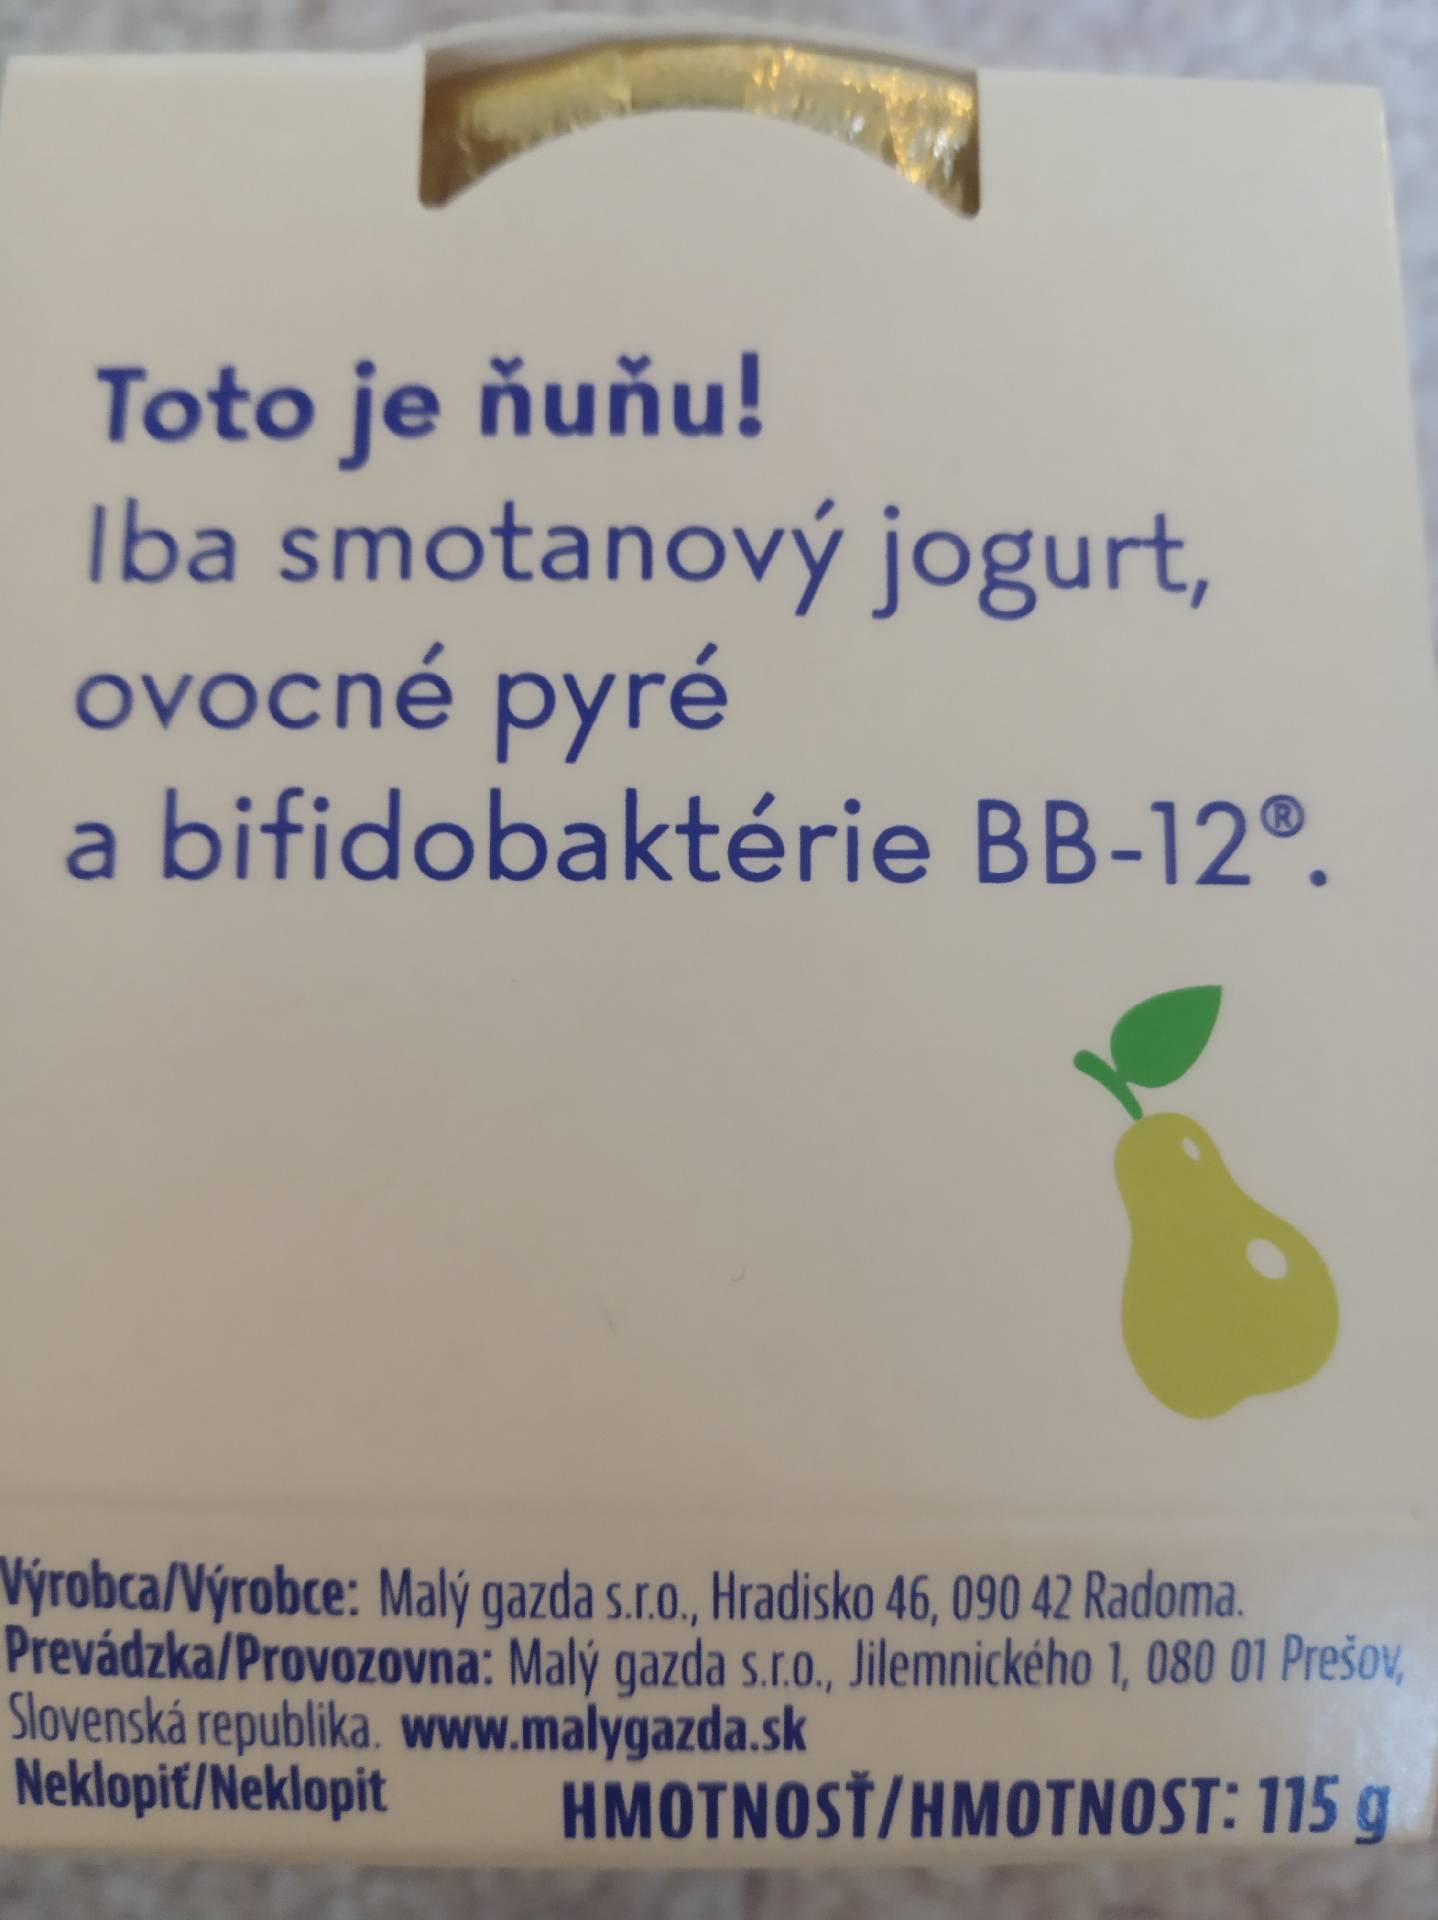 Toto je ňuňu!
Iba smotanový jogurt,
ovocné pyré
a bifidobaktérie BB-12®.
Výrobca/Výrobce: Malý gazda s.r.o., Hradisko 46, 090 42 Radoma.
Prevádzka/Provozovna: Malý gazda s.r.o., Jilemnického 1, 080 01 Prešov,
Slovenská republika. www.malygazda.sk
Neklopiť/Neklopit HMOTNOSŤ/HMOTNOST: 115 g